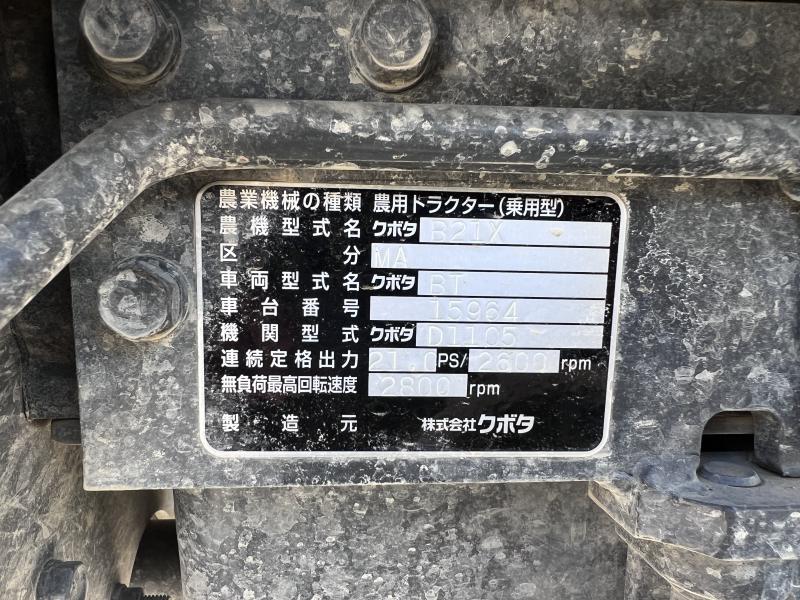 農業機械の種類 農用トラクター(乗用型)
農機型式名 クボタ B21X
区分 MA
車両型式名 クボタ BT
車台番号 15964
機関型式 クボタ D1105
連続定格出力 21.0PS/2600rpm
無負荷最高回転速度 2800rpm
製造元 株式会社クボタ